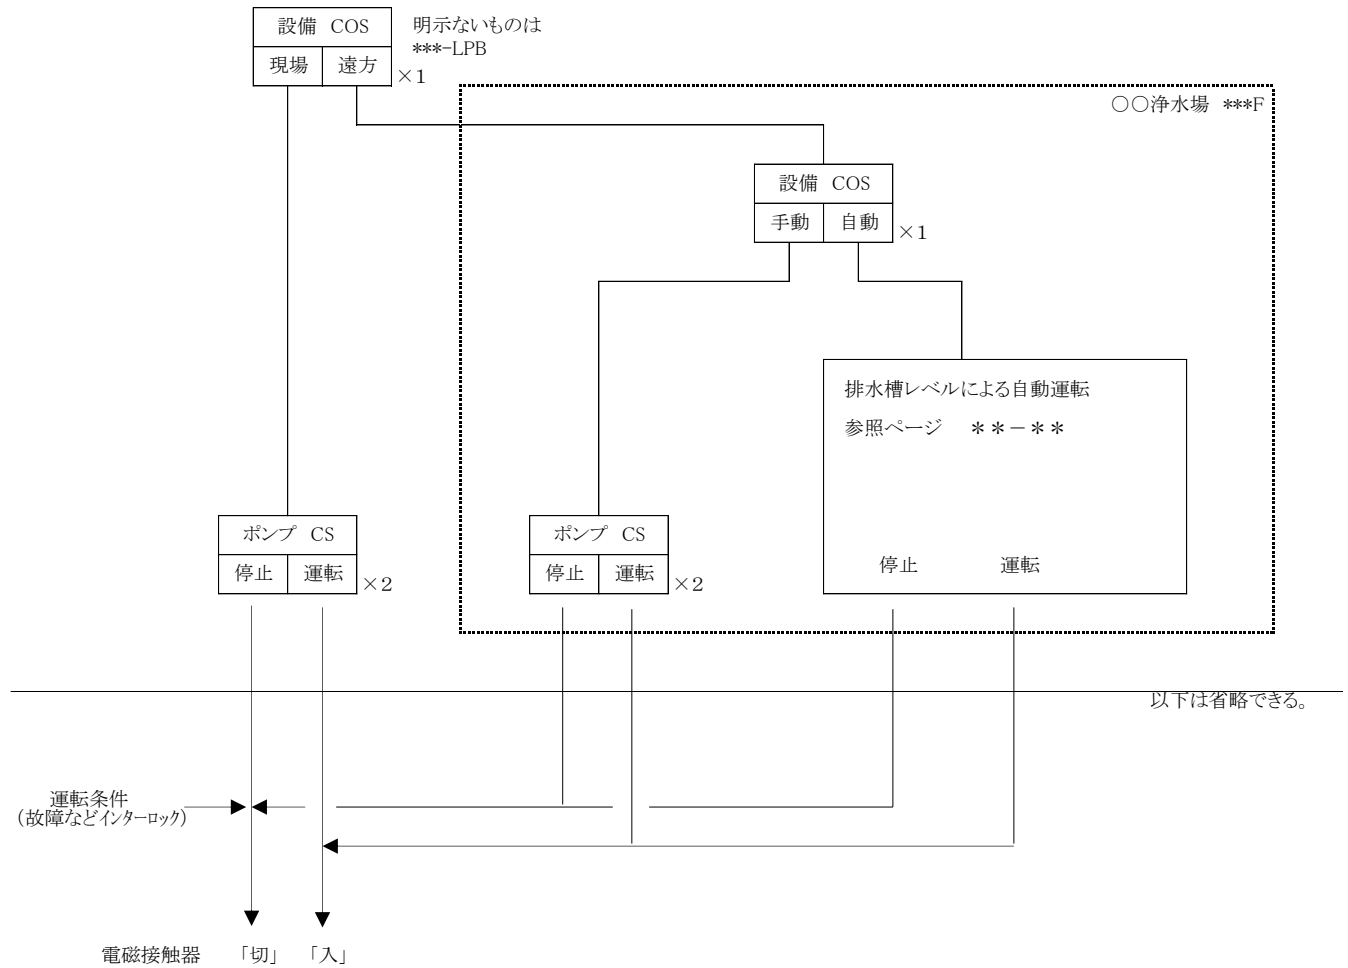 設備 COS
現場 遠方 ×1
明示ないものは
***-LPB
○○浄水場 ***F
設備 COS
手動 自動 ×1
排水槽レベルによる自動運転
参照ページ ＊＊－＊＊
停止 運転
ポンプ CS
停止 運転 ×2
ポンプ CS
停止 運転 ×2
以下は省略できる。
運転条件
（故障などインターロック）
電磁接触器 「切」 「入」